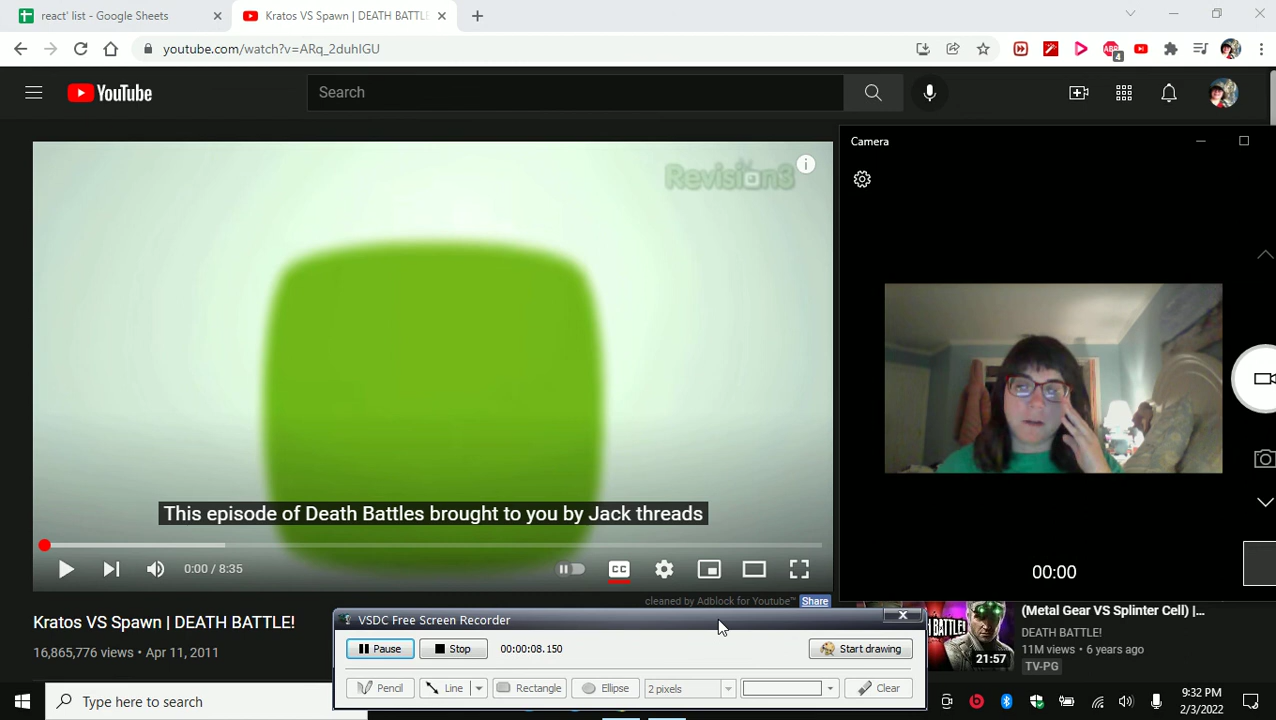 react' list - Google Sheets
Kratos VS Spawn | DEATH BATTLE!
youtube.com/watch?v=ARq_2duhIGU
4
YouTube
Search
Revision3
Camera
This episode of Death Battles brought to you by Jack threads
0:00 / 8:35
CC
00:00
cleaned by Adblock for Youtube™ Share
Kratos VS Spawn | DEATH BATTLE!
16,865,776 views • Apr 11, 2011
VSDC Free Screen Recorder
Pause
Stop
00:00:08.150
Start drawing
Pencil
Line
Rectangle
Ellipse
2 pixels
Clear
21:57
(Metal Gear VS Splinter Cell) |...
DEATH BATTLE!
11M views • 6 years ago
TV-PG
Type here to search
9:32 PM
2/3/2022